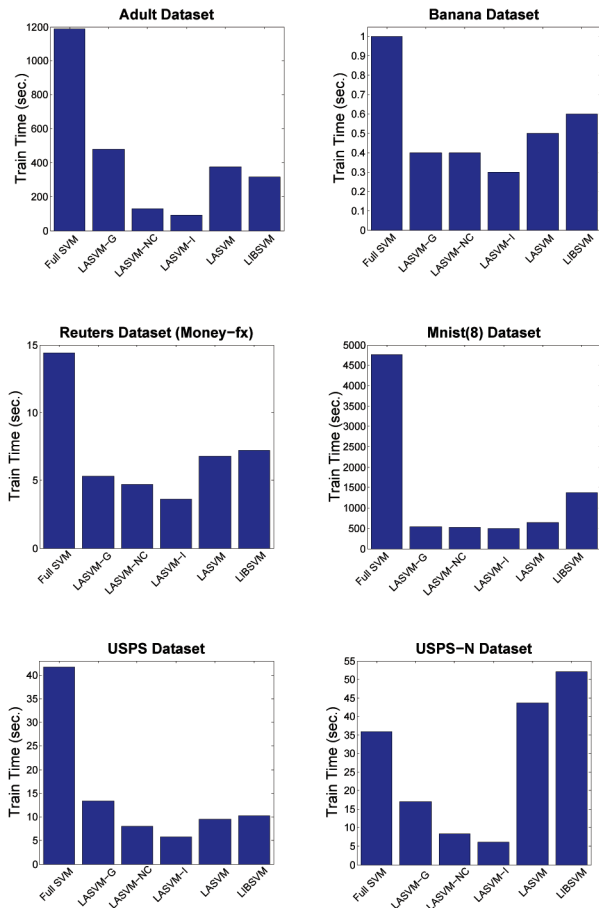 Adult Dataset
Train Time (sec.)
1200
1000
800
600
400
200
0
Full SVM
LASVM-G
LASVM-NC
LASVM-I
LASVM
LIBSVM
Banana Dataset
Train Time (sec.)
1
0.9
0.8
0.7
0.6
0.5
0.4
0.3
0.2
0.1
0
Full SVM
LASVM-G
LASVM-NC
LASVM-I
LASVM
LIBSVM
Reuters Dataset (Money-fx)
Train Time (sec.)
15
10
5
0
Full SVM
LASVM-G
LASVM-NC
LASVM-I
LASVM
LIBSVM
Mnist(8) Dataset
Train Time (sec.)
5000
4500
4000
3500
3000
2500
2000
1500
1000
500
0
Full SVM
LASVM-G
LASVM-NC
LASVM-I
LASVM
LIBSVM
USPS Dataset
Train Time (sec.)
40
35
30
25
20
15
10
5
0
Full SVM
LASVM-G
LASVM-NC
LASVM-I
LASVM
LIBSVM
USPS-N Dataset
Train Time (sec.)
55
50
45
40
35
30
25
20
15
10
5
0
Full SVM
LASVM-G
LASVM-NC
LASVM-I
LASVM
LIBSVM